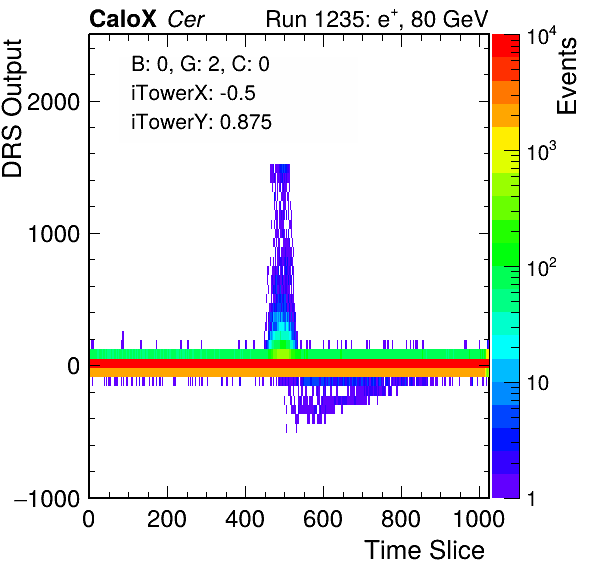 CaloX Cer Run 1235: e⁺, 80 GeV
B: 0, G: 2, C: 0
iTowerX: -0.5
iTowerY: 0.875
DRS Output
2000
1000
0
−1000
0 200 400 600 800 1000
Time Slice
Events
10⁴
10³
10²
10
1